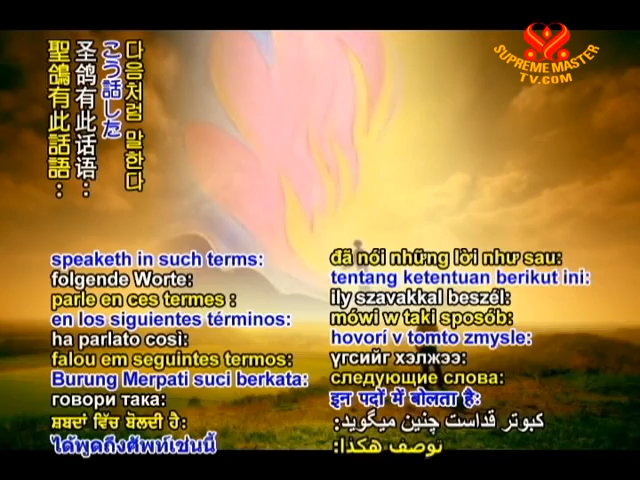 SUPREME MASTER
TV.COM
다음처럼 말한다
こう話した
圣鸽有此话语：
聖鴿有此話語：
speaketh in such terms:
folgende Worte:
parle en ces termes :
en los siguientes términos:
ha parlato così:
falou em seguintes termos:
Burung Merpati suci berkata:
говори така:
ਸ਼ਬਦਾਂ ਵਿੱਚ ਬੋਲਦੀ ਹੈ:
ได้พูดถึงศัพท์เช่นนี้
đã nói những lời như sau:
tentang ketentuan berikut ini:
ily szavakkal beszél:
mówi w taki sposób:
hovorí v tomto zmysle:
үгсийг хэлжээ:
следующие слова:
इन पदों में बोलता है:
کبوتر قداست چنین میگوید:
توصف هكذا: